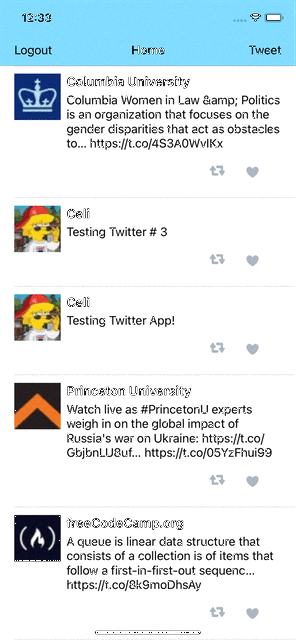 12:33
Logout Home Tweet
Columbia University
Columbia Women in Law &amp; Politics
is an organization that focuses on the
gender disparities that act as obstacles
to... https://t.co/4S3A0WvIKx
Celi
Testing Twitter # 3
Celi
Testing Twitter App!
Princeton University
Watch live as #PrincetonU experts
weigh in on the global impact of
Russia's war on Ukraine: https://t.co/
GbjbnLU8uf... https://t.co/05YzFhui99
freeCodeCamp.org
A queue is linear data structure that
consists of a collection is of items that
follow a first-in-first-out sequenc...
https://t.co/8k9moDhsAy